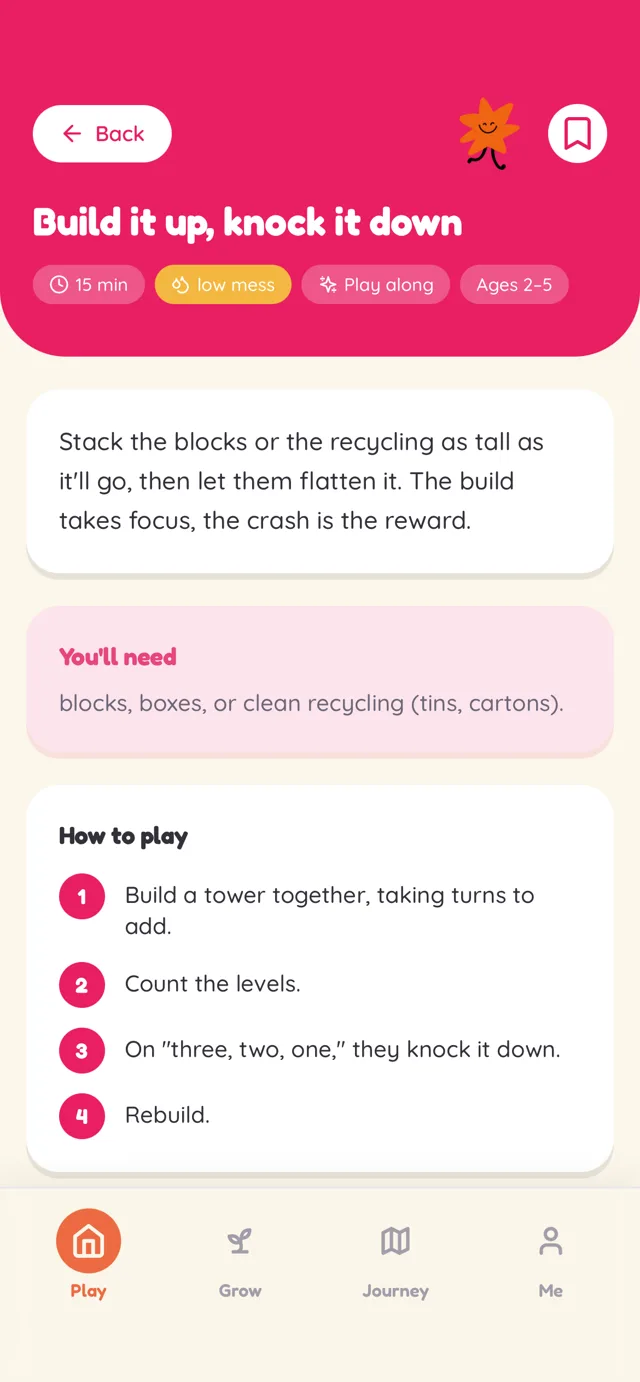 Back
Build it up, knock it down
15 min
low mess
Play along
Ages 2–5
Stack the blocks or the recycling as tall as
it'll go, then let them flatten it. The build
takes focus, the crash is the reward.
You'll need
blocks, boxes, or clean recycling (tins, cartons).
How to play
1 Build a tower together, taking turns to
add.
2 Count the levels.
3 On "three, two, one," they knock it down.
4 Rebuild.
Play
Grow
Journey
Me